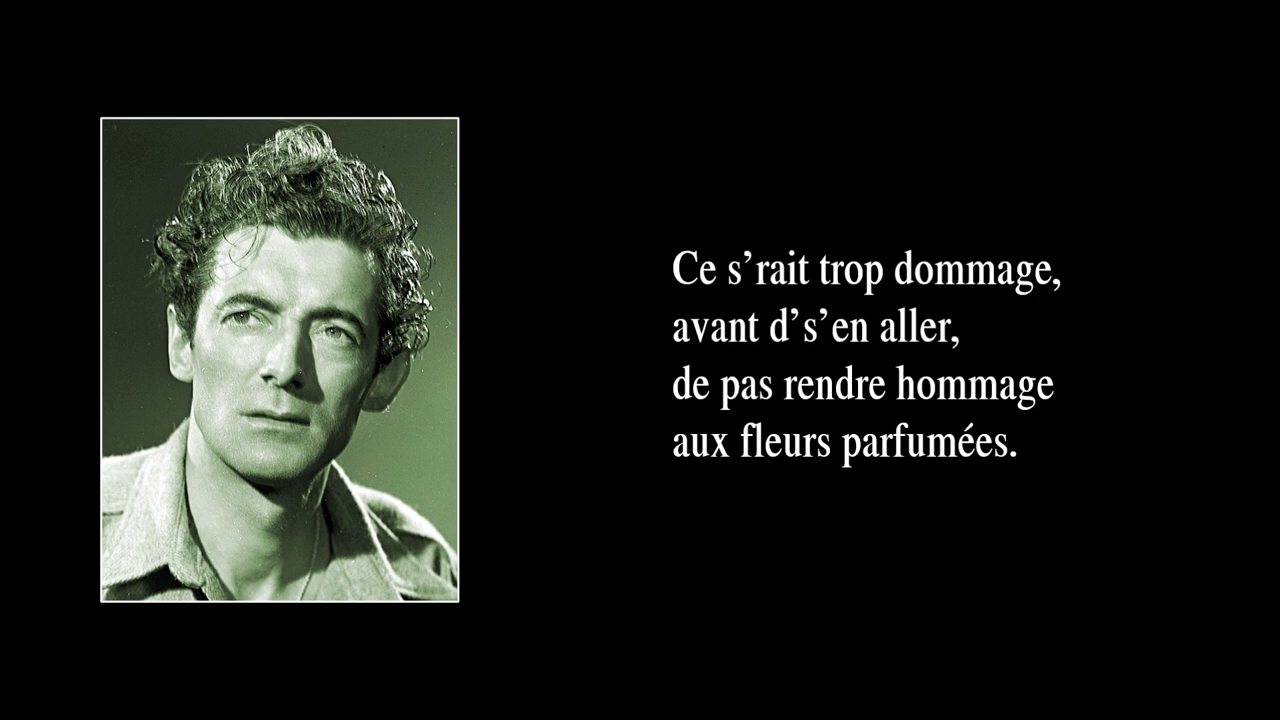 Ce s’rait trop dommage,
avant d’s’en aller,
de pas rendre hommage
aux fleurs parfumées.